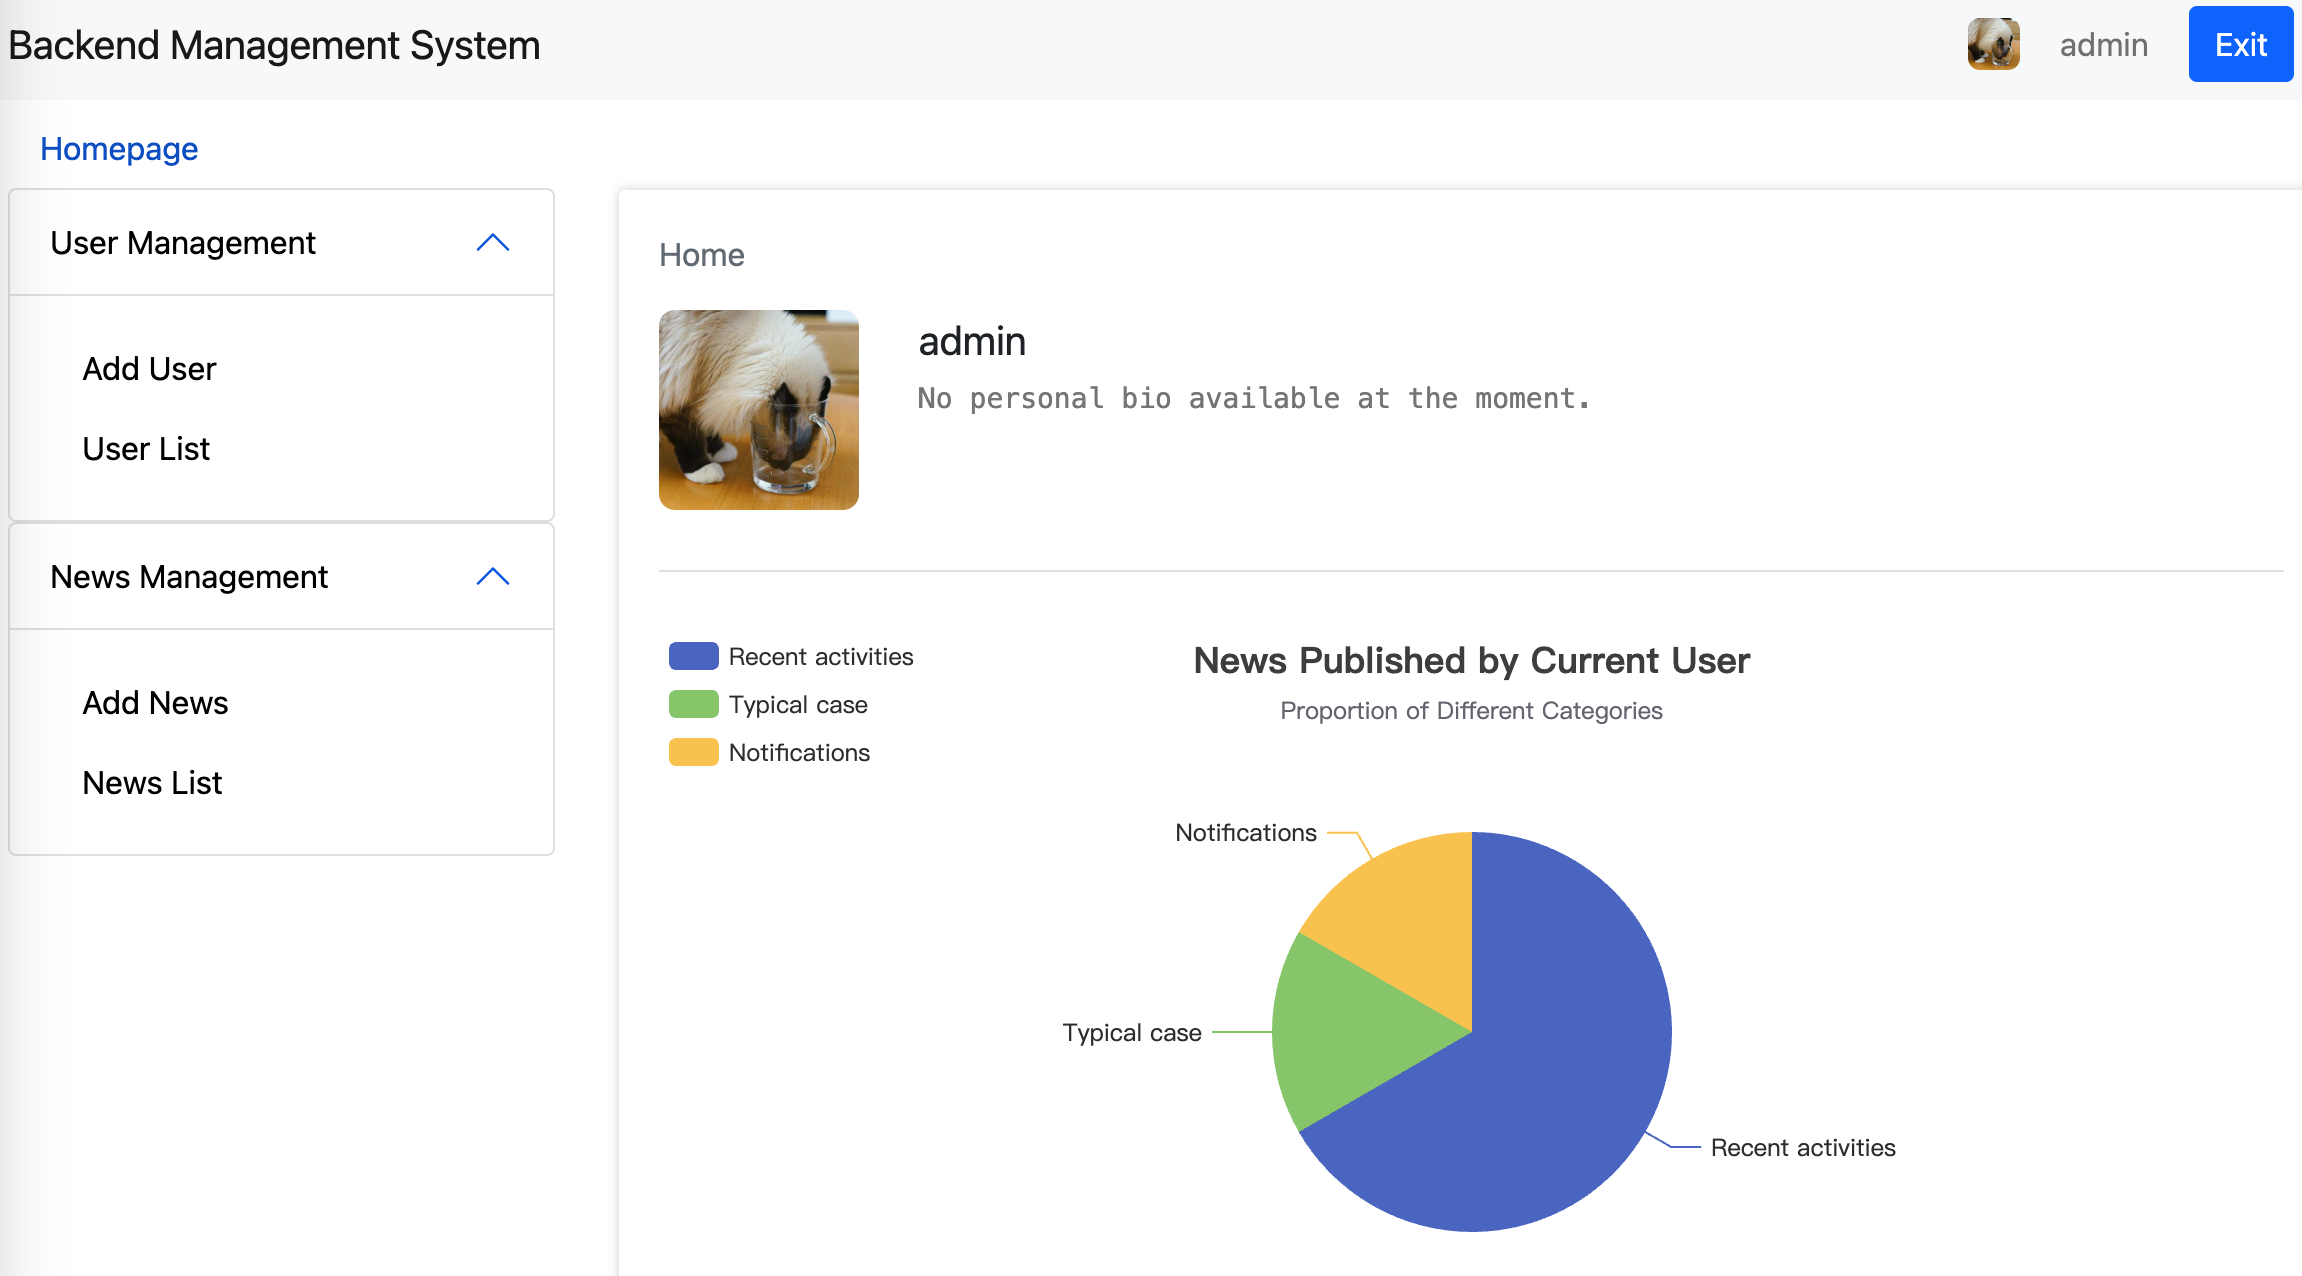 Backend Management System
admin
Exit
Homepage
User Management
Add User
User List
News Management
Add News
News List
Home
admin
No personal bio available at the moment.
Recent activities
Typical case
Notifications
News Published by Current User
Proportion of Different Categories
Notifications
Typical case
Recent activities